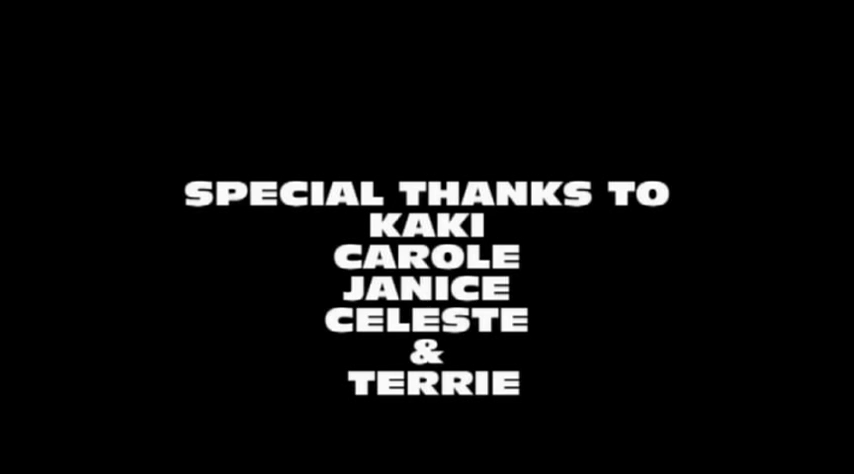 SPECIAL THANKS TO
KAKI
CAROLE
JANICE
CELESTE
&
TERRIE